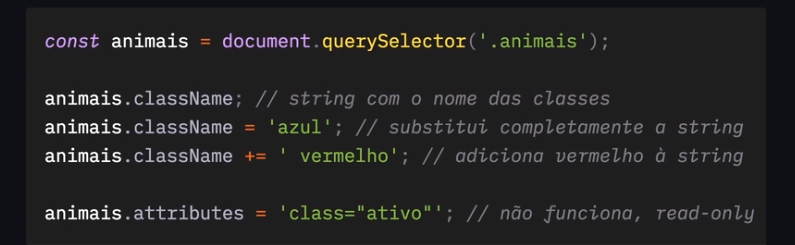 const animais = document.querySelector('.animais');
animais.className; // string com o nome das classes
animais.className = 'azul'; // substitui completamente a string
animais.className += ' vermelho'; // adiciona vermelho à string
animais.attributes = 'class="ativo"'; // não funciona, read-only